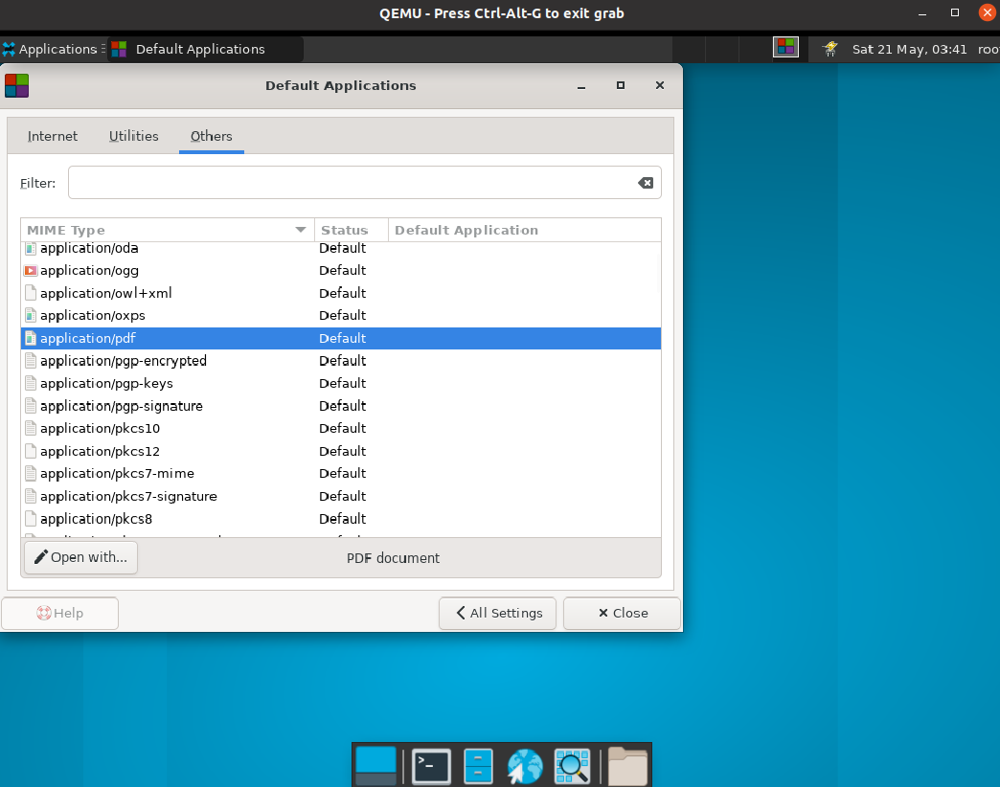 QEMU - Press Ctrl-Alt-G to exit grab
Applications Default Applications Sat 21 May, 03:41 roo
Default Applications
Internet Utilities Others
Filter:
MIME Type Status Default Application
application/oda Default
application/ogg Default
application/owl+xml Default
application/oxps Default
application/pdf Default
application/pgp-encrypted Default
application/pgp-keys Default
application/pgp-signature Default
application/pkcs10 Default
application/pkcs12 Default
application/pkcs7-mime Default
application/pkcs7-signature Default
application/pkcs8 Default
Open with... PDF document
Help All Settings Close